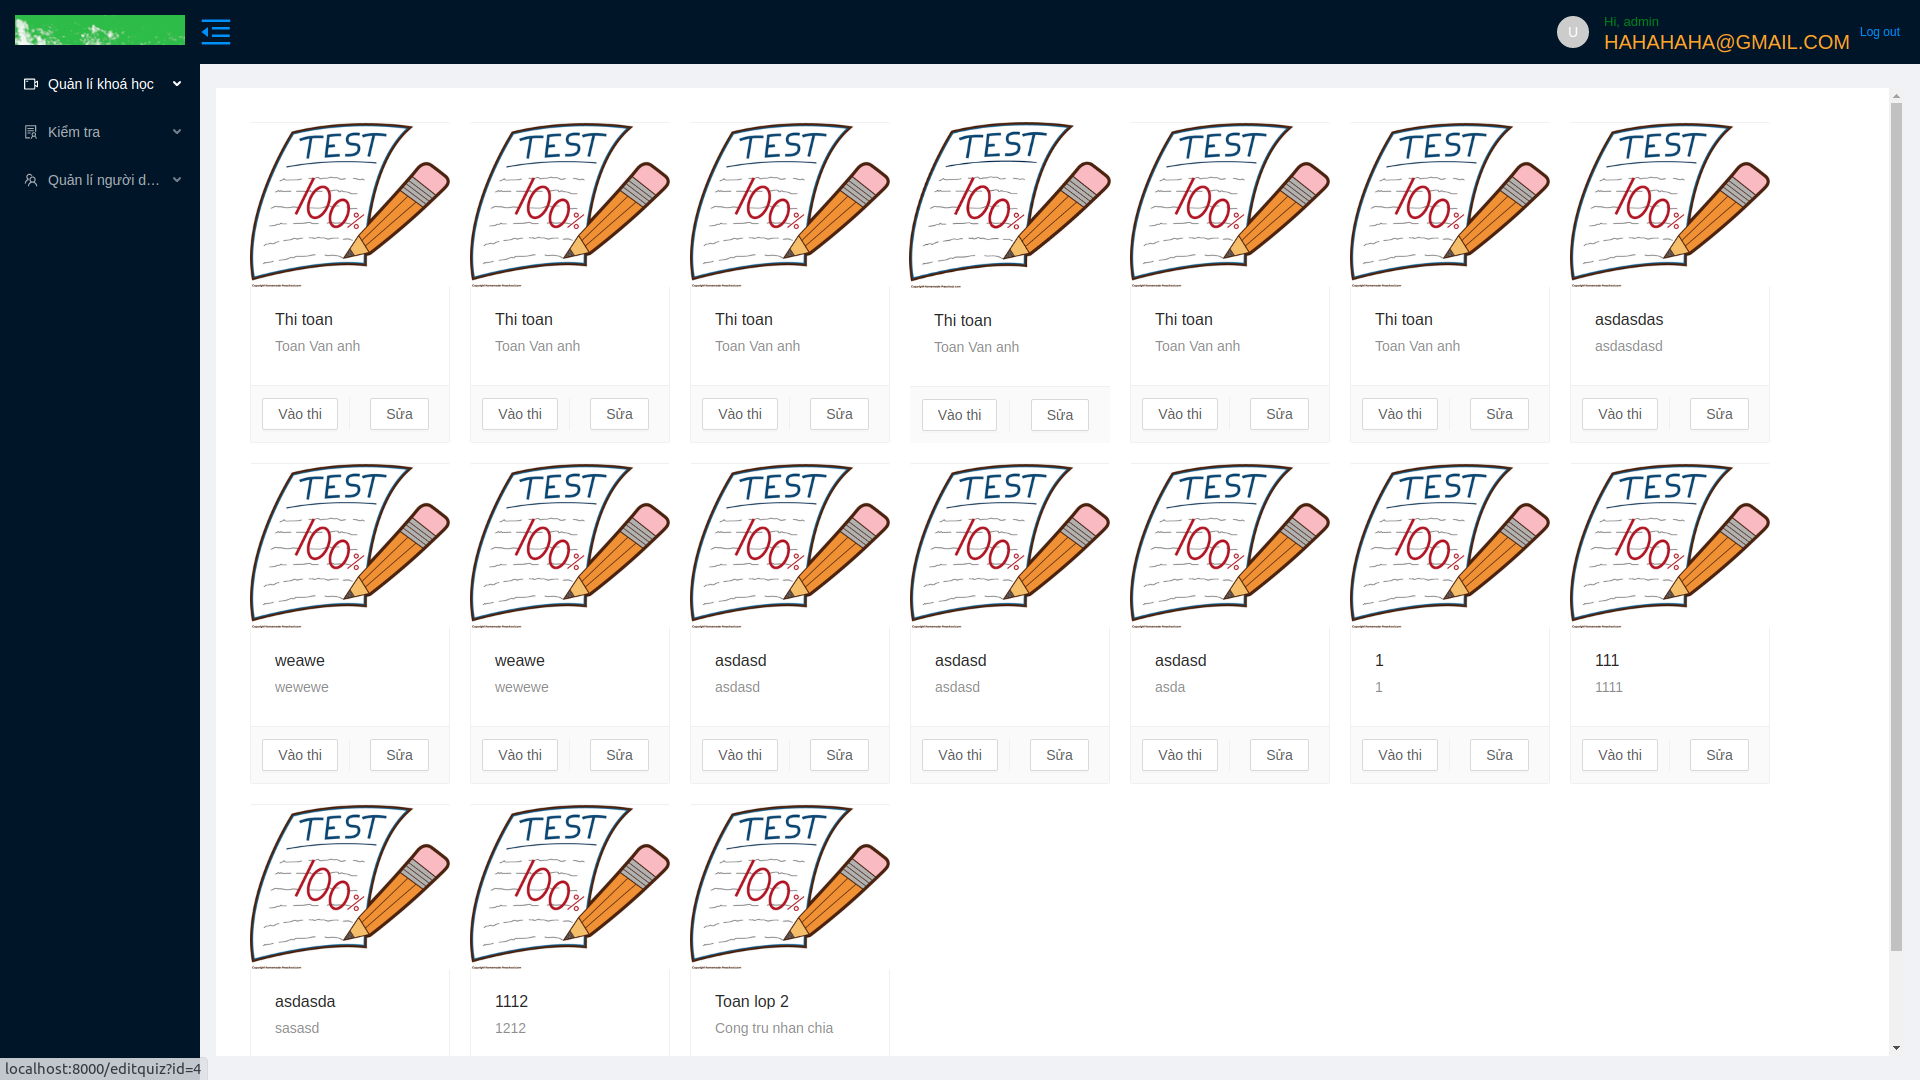 Hi, admin
U
HAHAHAHA@GMAIL.COM
Log out
Quản lí khoá học
Kiểm tra
Quản lí người d...
TEST TEST TEST TEST TEST TEST TEST
100% 100% 100% 100% 100% 100% 100%
Thi toan Thi toan Thi toan Thi toan Thi toan Thi toan asdasdas
Toan Van anh Toan Van anh Toan Van anh Toan Van anh Toan Van anh Toan Van anh asdasdasd
Vào thi Sửa Vào thi Sửa Vào thi Sửa Vào thi Sửa Vào thi Sửa Vào thi Sửa Vào thi Sửa
TEST TEST TEST TEST TEST TEST TEST
100% 100% 100% 100% 100% 100% 100%
weawe weawe asdasd asdasd asdasd 1 111
wewewe wewewe asdasd asdasd asda 1 1111
Vào thi Sửa Vào thi Sửa Vào thi Sửa Vào thi Sửa Vào thi Sửa Vào thi Sửa Vào thi Sửa
TEST TEST TEST
100% 100% 100%
asdasda 1112 Toan lop 2
sasasd 1212 Cong tru nhan chia
localhost:8000/editquiz?id=4